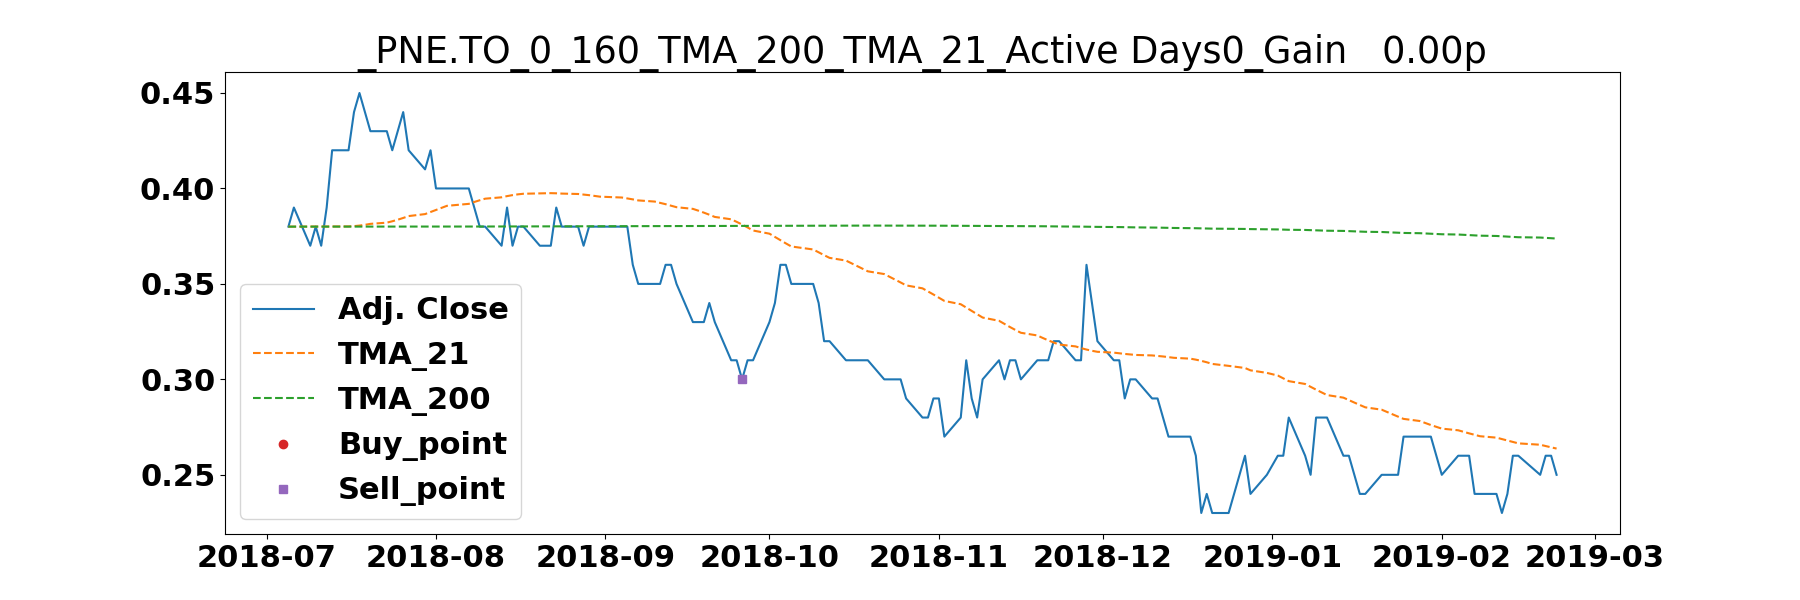 _PNE.TO_0_160_TMA_200_TMA_21_Active Days0_Gain   0.00p
0.45
0.40
0.35
0.30
0.25
Adj. Close
TMA_21
TMA_200
Buy_point
Sell_point
2018-07 2018-08 2018-09 2018-10 2018-11 2018-12 2019-01 2019-02 2019-03